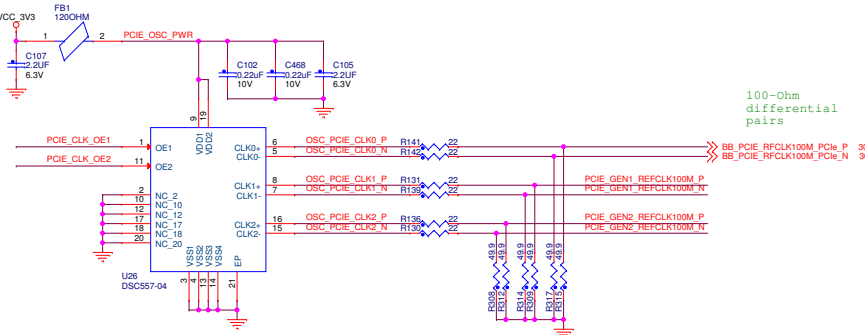 VCC_3V3
FB1
120OHM
1
2
PCIE_OSC_PWR
C107
2.2UF
6.3V
C102
0.22uF
10V
C468
0.22uF
10V
C105
2.2UF
6.3V
100-Ohm
differential
pairs
9
19
VDD1
VDD2
PCIE_CLK_OE1
1
OE1
PCIE_CLK_OE2
11
OE2
CLK0+
6
OSC_PCIE_CLK0_P
R141
22
BB_PCIE_RFCLK100M_PCIe_P
CLK0-
5
OSC_PCIE_CLK0_N
R142
22
BB_PCIE_RFCLK100M_PCIe_N
CLK1+
8
OSC_PCIE_CLK1_P
R131
22
PCIE_GEN1_REFCLK100M_P
CLK1-
7
OSC_PCIE_CLK1_N
R139
22
PCIE_GEN1_REFCLK100M_N
2
NC_2
10
NC_10
12
NC_12
17
NC_17
18
NC_18
20
NC_20
CLK2+
16
OSC_PCIE_CLK2_P
R136
22
PCIE_GEN2_REFCLK100M_P
CLK2-
15
OSC_PCIE_CLK2_N
R130
22
PCIE_GEN2_REFCLK100M_N
VSS1
VSS2
VSS3
VSS4
EP
3
4
13
14
21
U26
DSC557-04
49.9
49.9
49.9
49.9
49.9
49.9
R308
R312
R314
R309
R317
R315